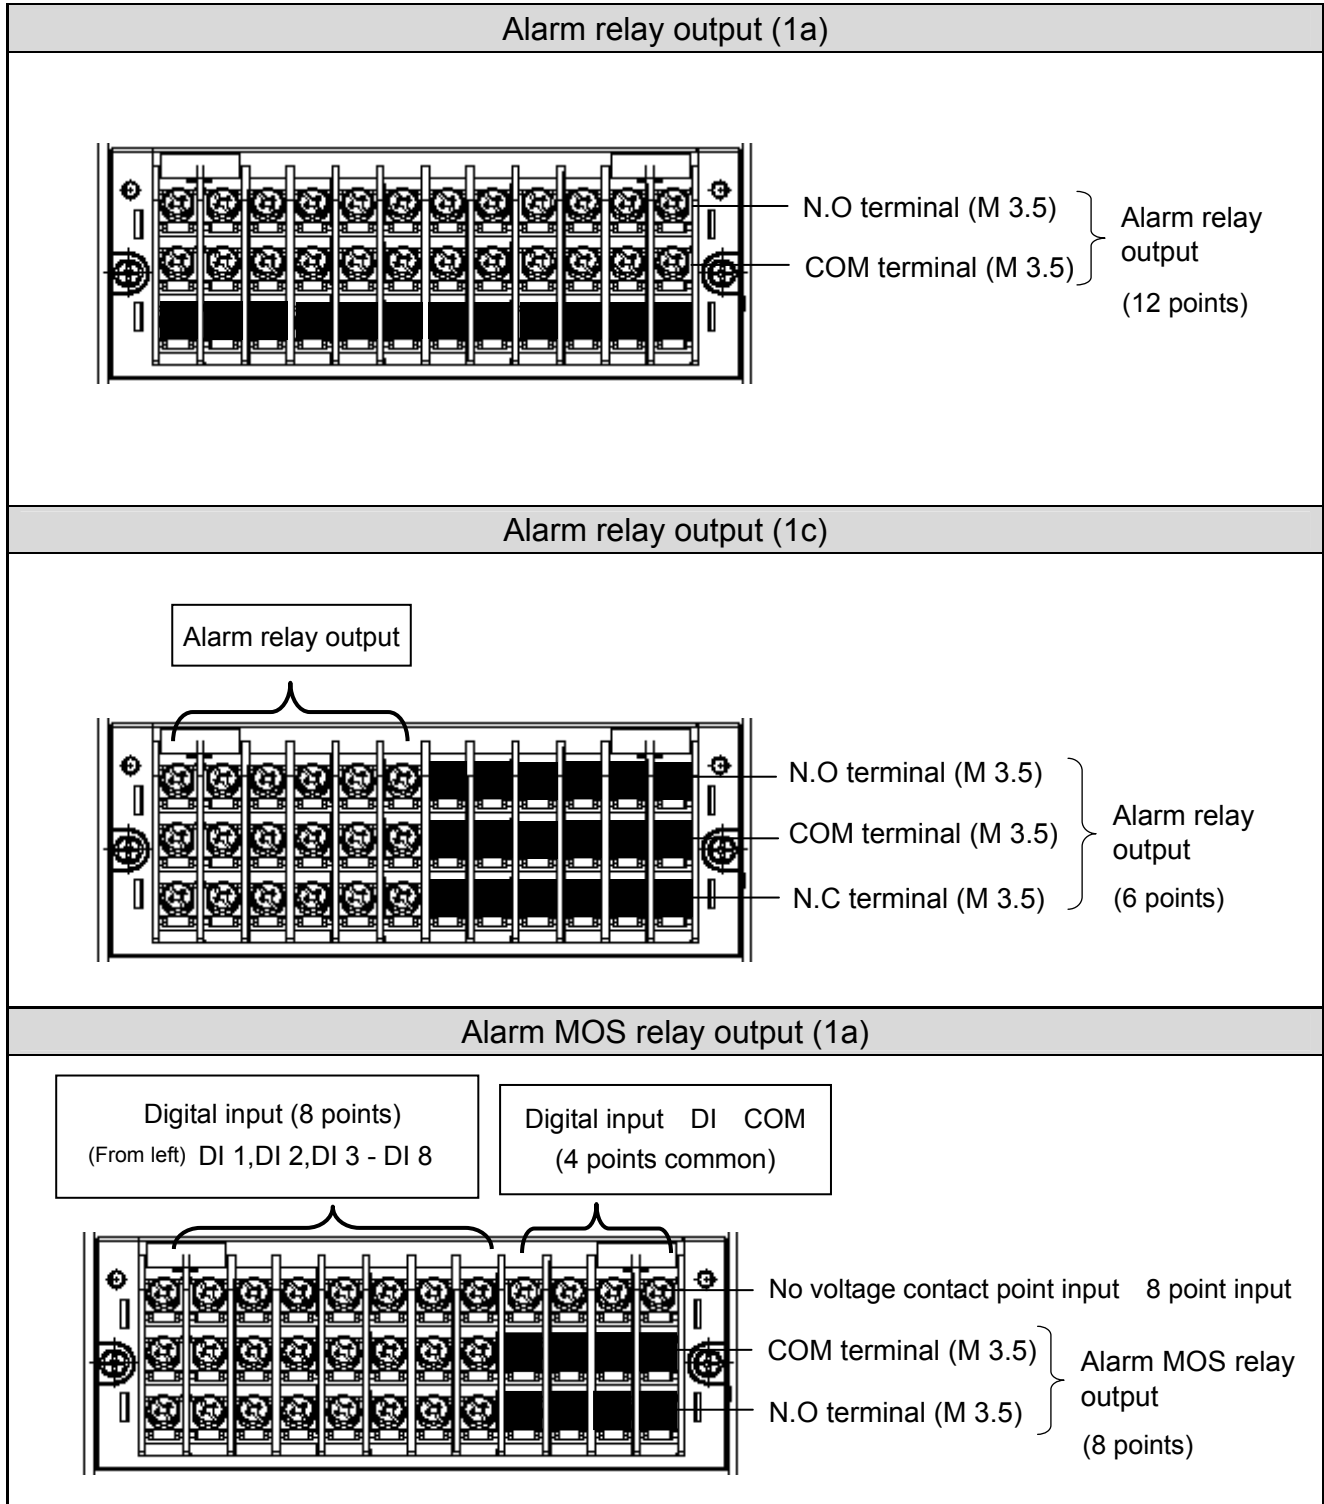 Alarm relay output (1a)
N.O terminal (M 3.5)
COM terminal (M 3.5)
Alarm relay
output
(12 points)
Alarm relay output (1c)
Alarm relay output
N.O terminal (M 3.5)
COM terminal (M 3.5)
N.C terminal (M 3.5)
Alarm relay
output
(6 points)
Alarm MOS relay output (1a)
Digital input (8 points)
(From left) DI 1,DI 2,DI 3 - DI 8
Digital input DI COM
(4 points common)
No voltage contact point input 8 point input
COM terminal (M 3.5)
N.O terminal (M 3.5)
Alarm MOS relay
output
(8 points)